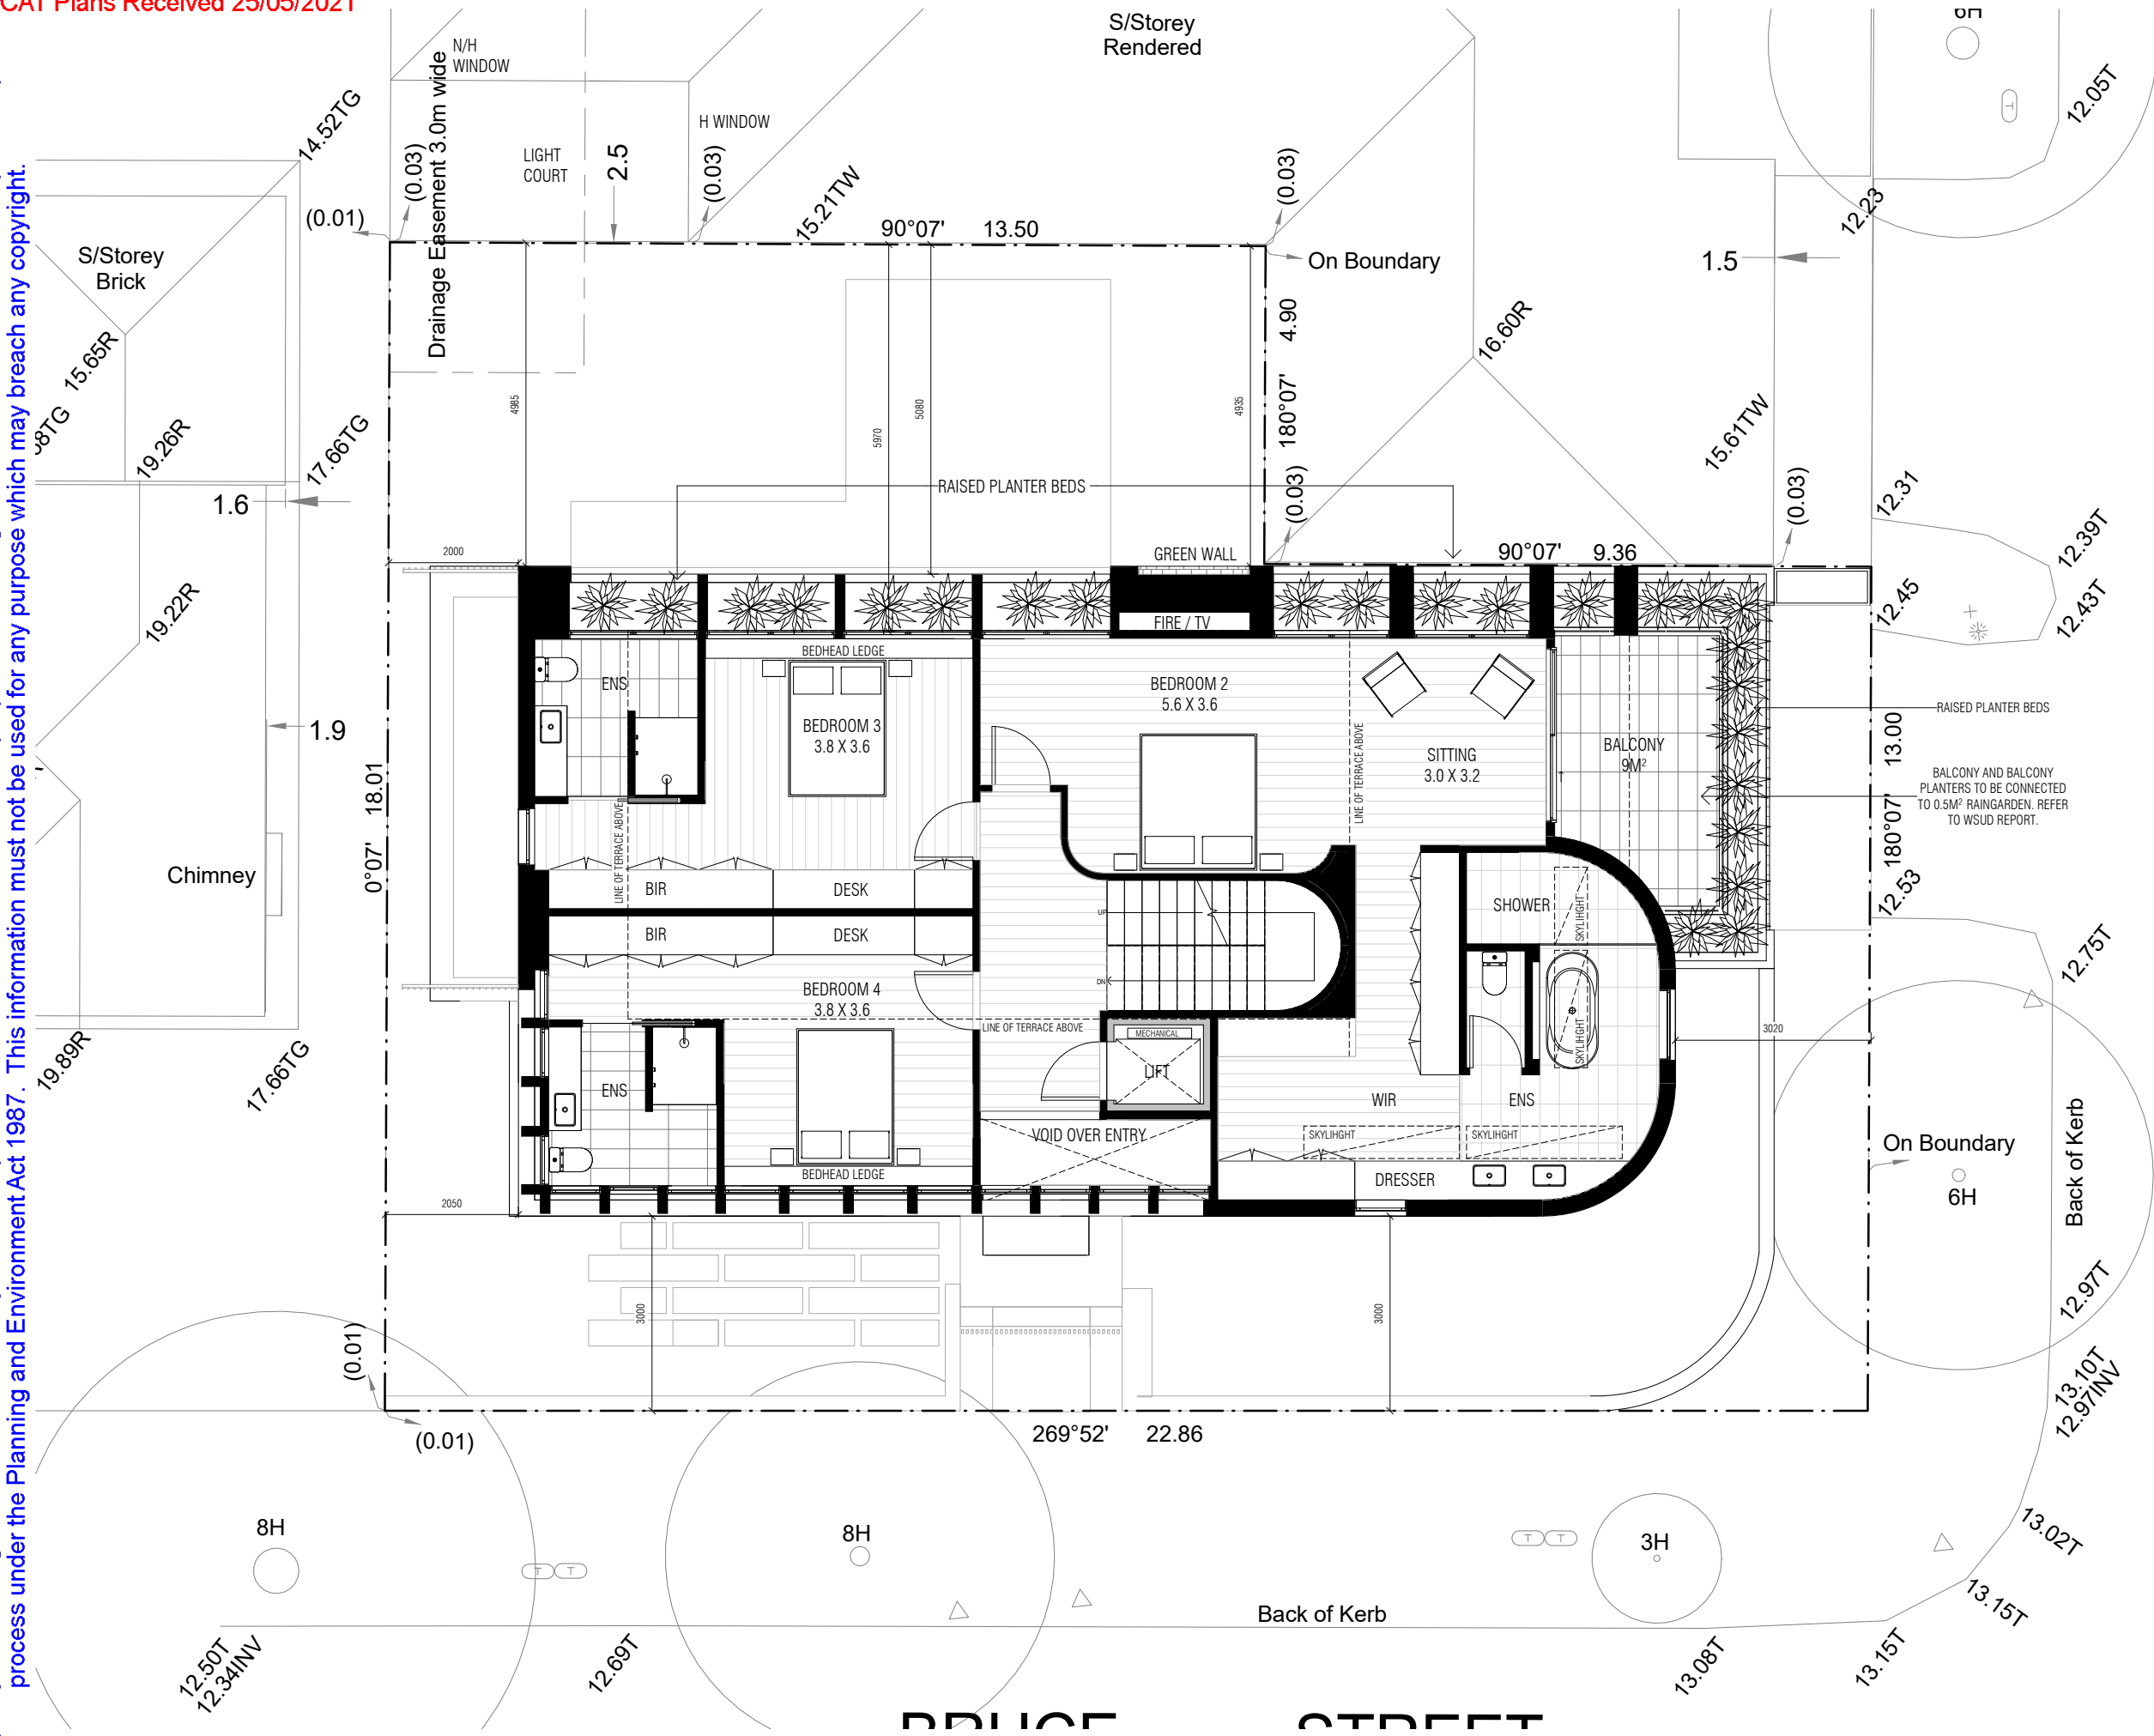 CAT Plans Received 25/05/2021
process under the Planning and Environment Act 1987. This information must not be used for any purpose which may breach any copyright.
N/H
WINDOW
S/Storey
Rendered
6H
12.05T
14.52TG
(0.03)
Drainage Easement 3.0m wide
LIGHT
COURT
2.5
H WINDOW
(0.03)
15.21TW
(0.03)
12.23
(0.01)
90°07' 13.50
On Boundary
1.5
S/Storey
Brick
15.65R
4.90
180°07'
16.60R
19.26R
17.66TG
4985
5970
5080
4935
15.61TW
1.6
RAISED PLANTER BEDS
(0.03)
(0.03)
12.31
12.39T
2000
GREEN WALL
90°07' 9.36
12.45
12.43T
19.22R
FIRE / TV
BEDHEAD LEDGE
ENS
BEDROOM 3
3.8 X 3.6
BEDROOM 2
5.6 X 3.6
LINE OF TERRACE ABOVE
SITTING
3.0 X 3.2
BALCONY
9M²
RAISED PLANTER BEDS
BALCONY AND BALCONY
PLANTERS TO BE CONNECTED
TO 0.5M² RAINGARDEN. REFER
TO WSUD REPORT.
13.00
180°07'
1.9
18.01
0°07'
Chimney
LINE OF TERRACE ABOVE
BIR
DESK
BIR
DESK
UP
DN
SHOWER
SKYLIHGHT
SKYLIHGHT
12.53
12.75T
BEDROOM 4
3.8 X 3.6
LINE OF TERRACE ABOVE
MECHANICAL
LIFT
3020
19.89R
17.66TG
ENS
WIR
ENS
VOID OVER ENTRY
SKYLIHGHT
SKYLIHGHT
On Boundary
6H
Back of Kerb
BEDHEAD LEDGE
DRESSER
2050
3000
3000
12.97T
(0.01)
13.10T
12.97INV
(0.01)
269°52' 22.86
8H
8H
3H
13.02T
13.15T
Back of Kerb
12.50T
12.34INV
12.69T
13.08T
13.15T
BRUCE STREET